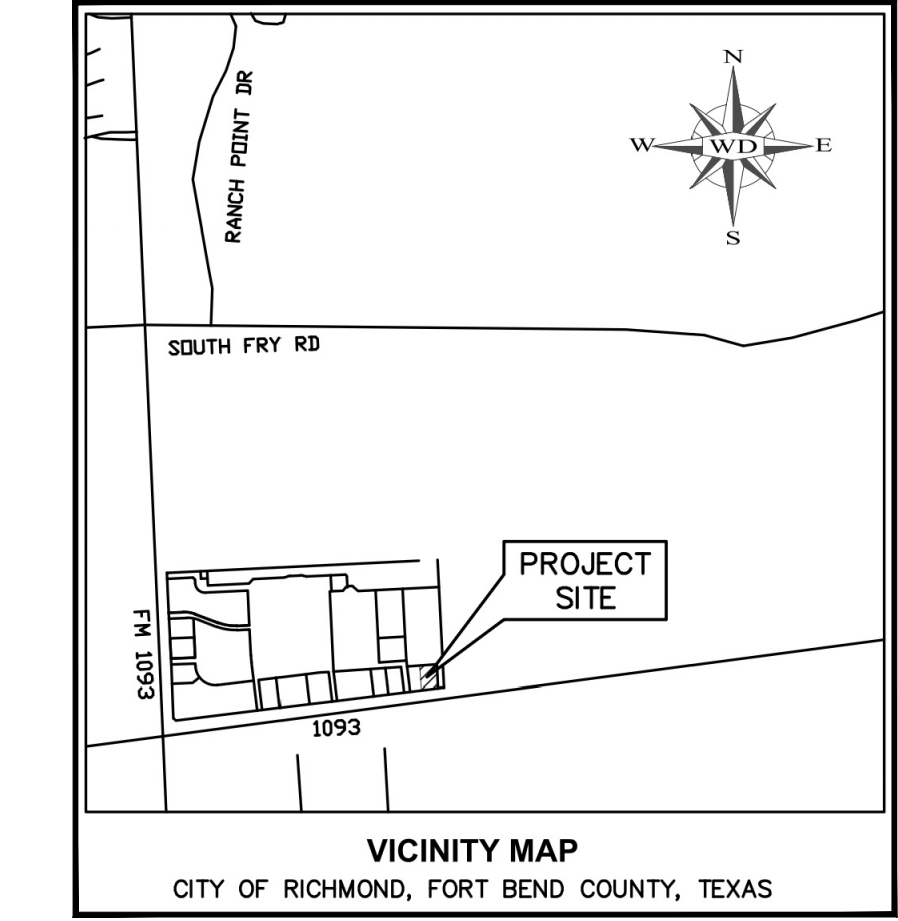 N
W WD E
S
RANCH POINT DR
SOUTH FRY RD
PROJECT
SITE
FM 1093
1093
VICINITY MAP
CITY OF RICHMOND, FORT BEND COUNTY, TEXAS